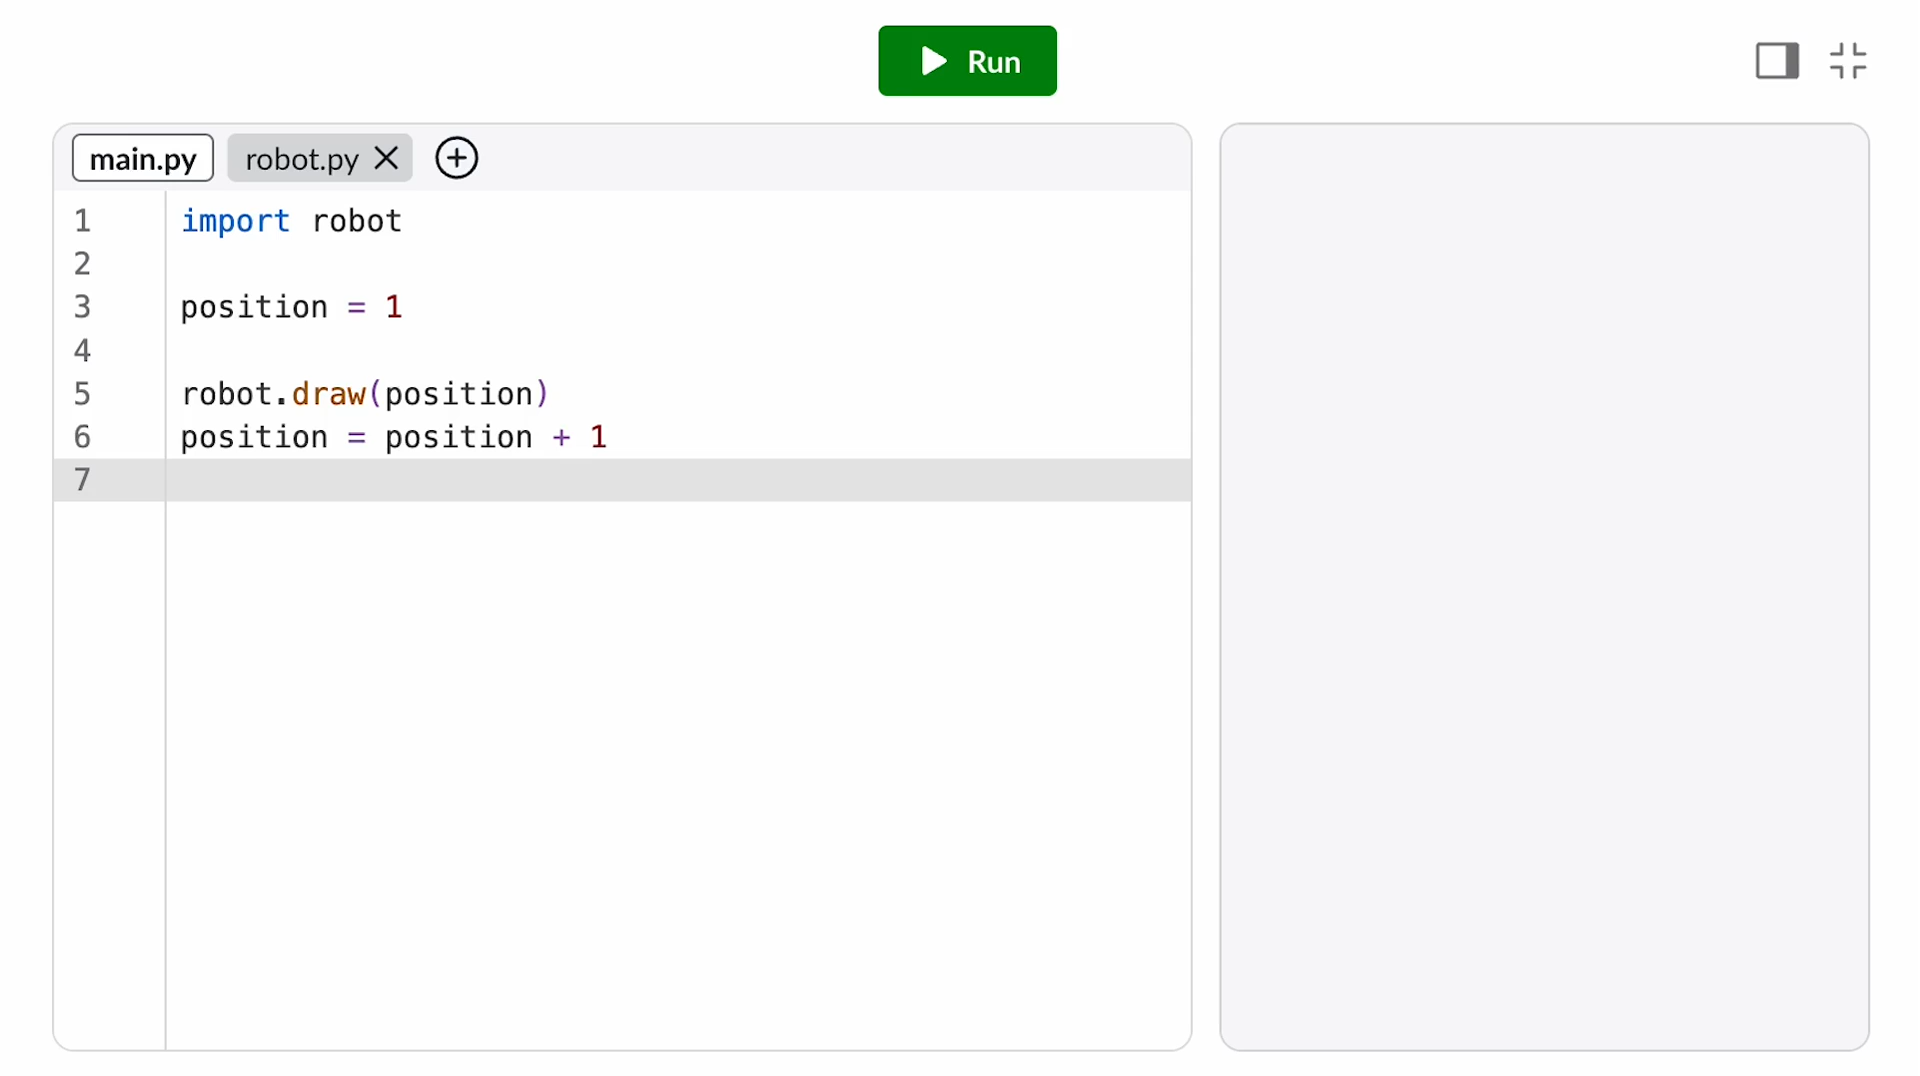 Run
main.py robot.py
1 import robot
2
3 position = 1
4
5 robot.draw(position)
6 position = position + 1
7